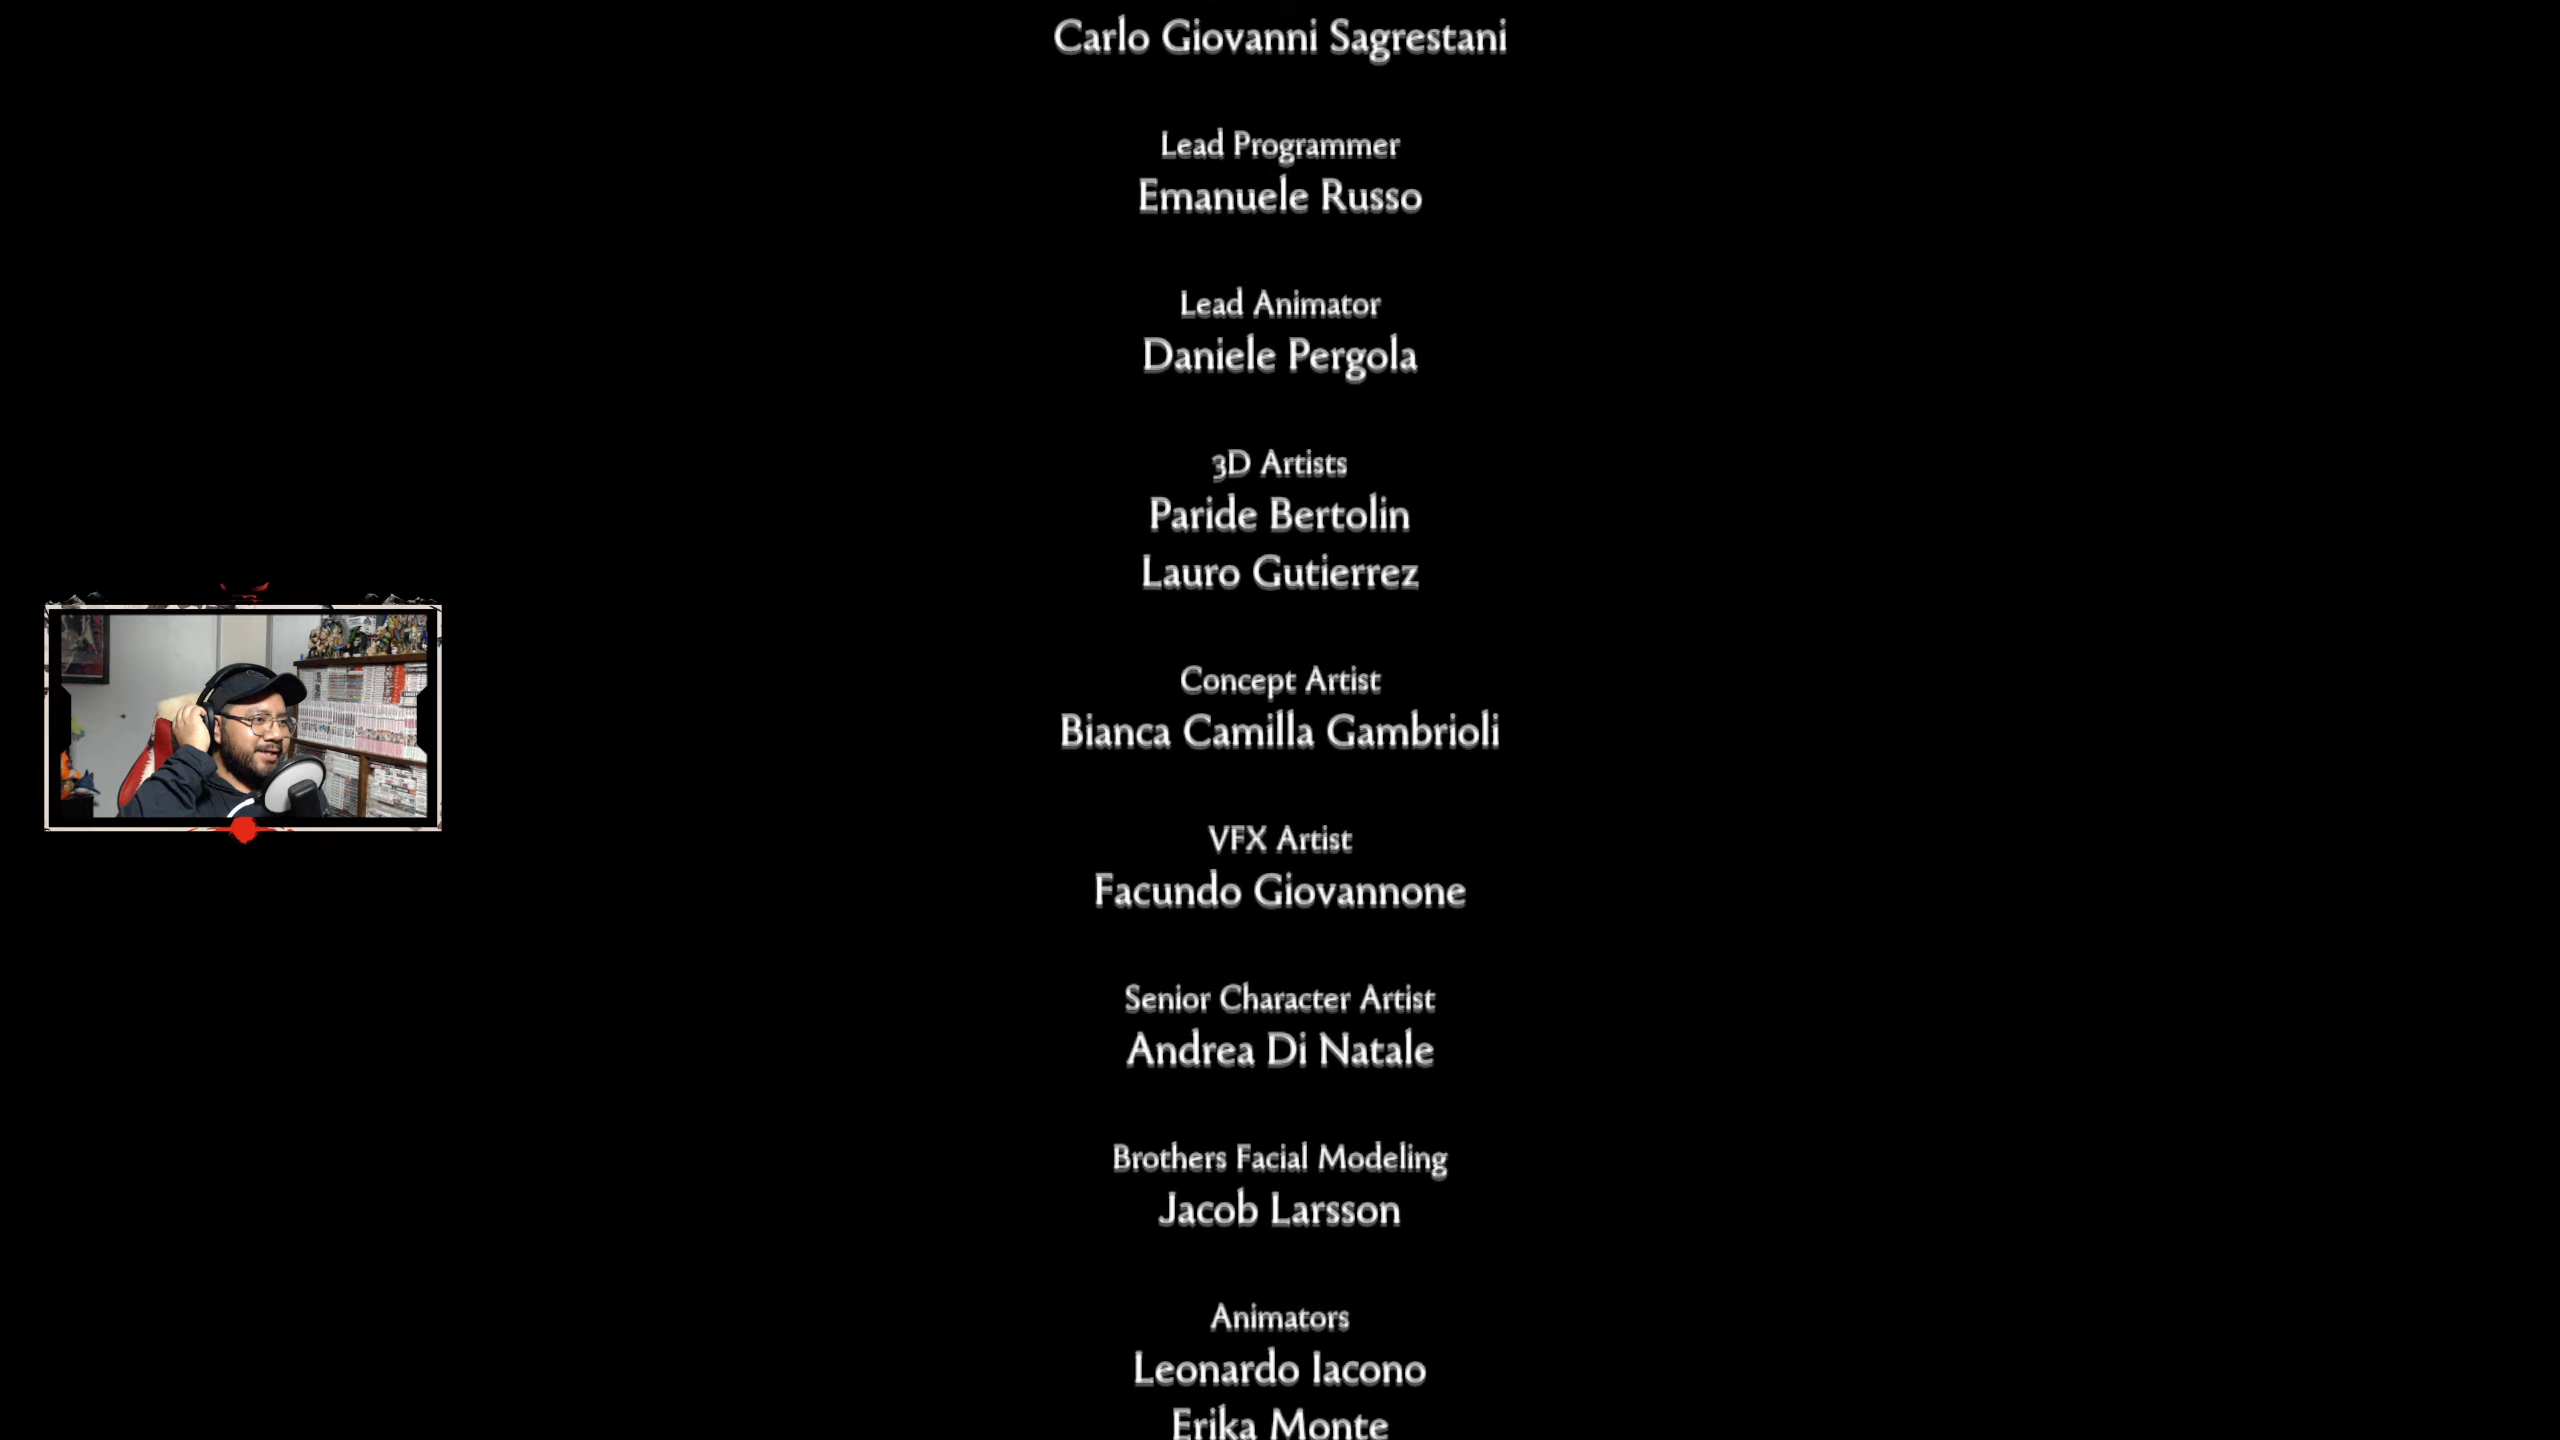 Carlo Giovanni Sagrestani
Lead Programmer
Emanuele Russo
Lead Animator
Daniele Pergola
3D Artists
Paride Bertolin
Lauro Gutierrez
Concept Artist
Bianca Camilla Gambrioli
VFX Artist
Facundo Giovannone
Senior Character Artist
Andrea Di Natale
Brothers Facial Modeling
Jacob Larsson
Animators
Leonardo Iacono
Erika Monte